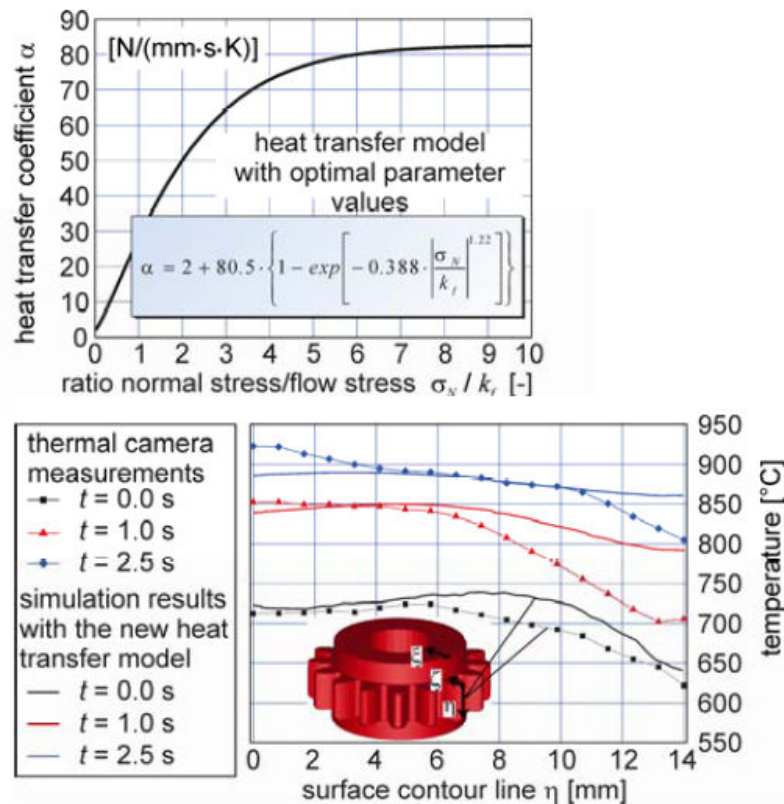 90
80
70
60
50
40
30
20
10
0
heat transfer coefficient α
[N/(mm·s·K)]
heat transfer model
with optimal parameter
values
α = 2 + 80.5 · {1 − exp[−0.388 · |σN/kf|^1.22]}
0 1 2 3 4 5 6 7 8 9 10
ratio normal stress/flow stress σN / kf [-]
thermal camera
measurements
t = 0.0 s
t = 1.0 s
t = 2.5 s
simulation results
with the new heat
transfer model
t = 0.0 s
t = 1.0 s
t = 2.5 s
950
900
850
800
750
700
650
600
550
temperature [°C]
0 2 4 6 8 10 12 14
surface contour line η [mm]